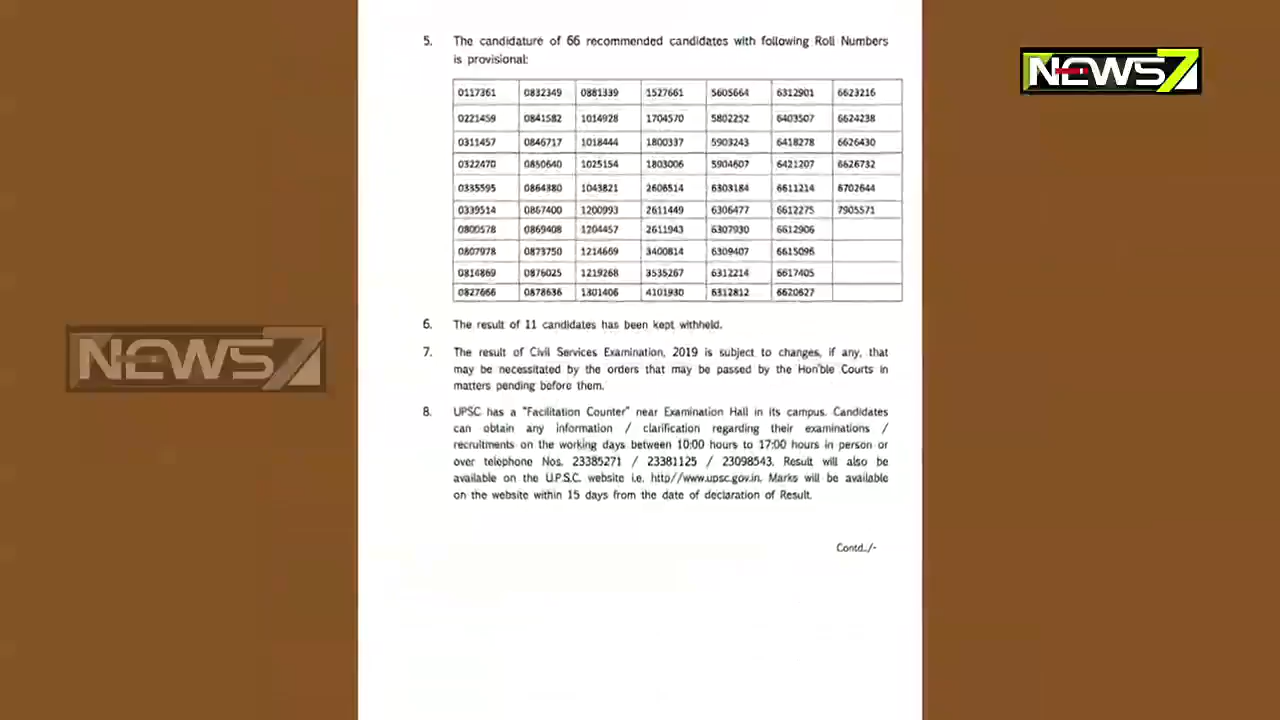 5. The candidature of 66 recommended candidates with following Roll Numbers
is provisional:
0117361 0832349 0881339 1527661 5605664 6312901 6623216
0221459 0841582 1014928 1704570 5802252 6403507 6624238
0311457 0846717 1018444 1800337 5903243 6418278 6626430
0322470 0850640 1025154 1803006 5904607 6421207 6626732
0335595 0864380 1043821 2606514 6303184 6611214 6702644
0339514 0867400 1200993 2611449 6306477 6612275 7905571
0800578 0869408 1204457 2611943 6307930 6612906
0807978 0873750 1214669 3400814 6309407 6615096
0814869 0876025 1219268 3535267 6312214 6617405
0827666 0878636 1301406 4101930 6312812 6620627
6. The result of 11 candidates has been kept withheld.
7. The result of Civil Services Examination, 2019 is subject to changes, if any, that
may be necessitated by the orders that may be passed by the Hon'ble Courts in
matters pending before them.
8. UPSC has a "Facilitation Counter" near Examination Hall in its campus. Candidates
can obtain any information / clarification regarding their examinations /
recruitments on the working days between 10:00 hours to 17:00 hours in person or
over telephone Nos. 23385271 / 23381125 / 23098543. Result will also be
available on the U.P.S.C. website i.e. http//www.upsc.gov.in. Marks will be available
on the website within 15 days from the date of declaration of Result.
Contd../-
NEWS7
NEWS7